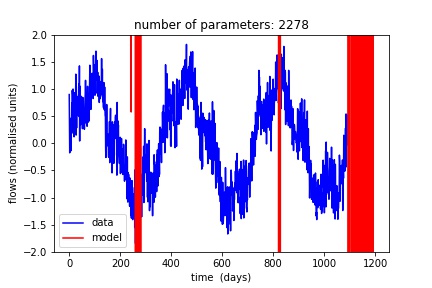 number of parameters: 2278
flows (normalised units)
2.0
1.5
1.0
0.5
0.0
−0.5
−1.0
−1.5
−2.0
data
model
0 200 400 600 800 1000 1200
time (days)